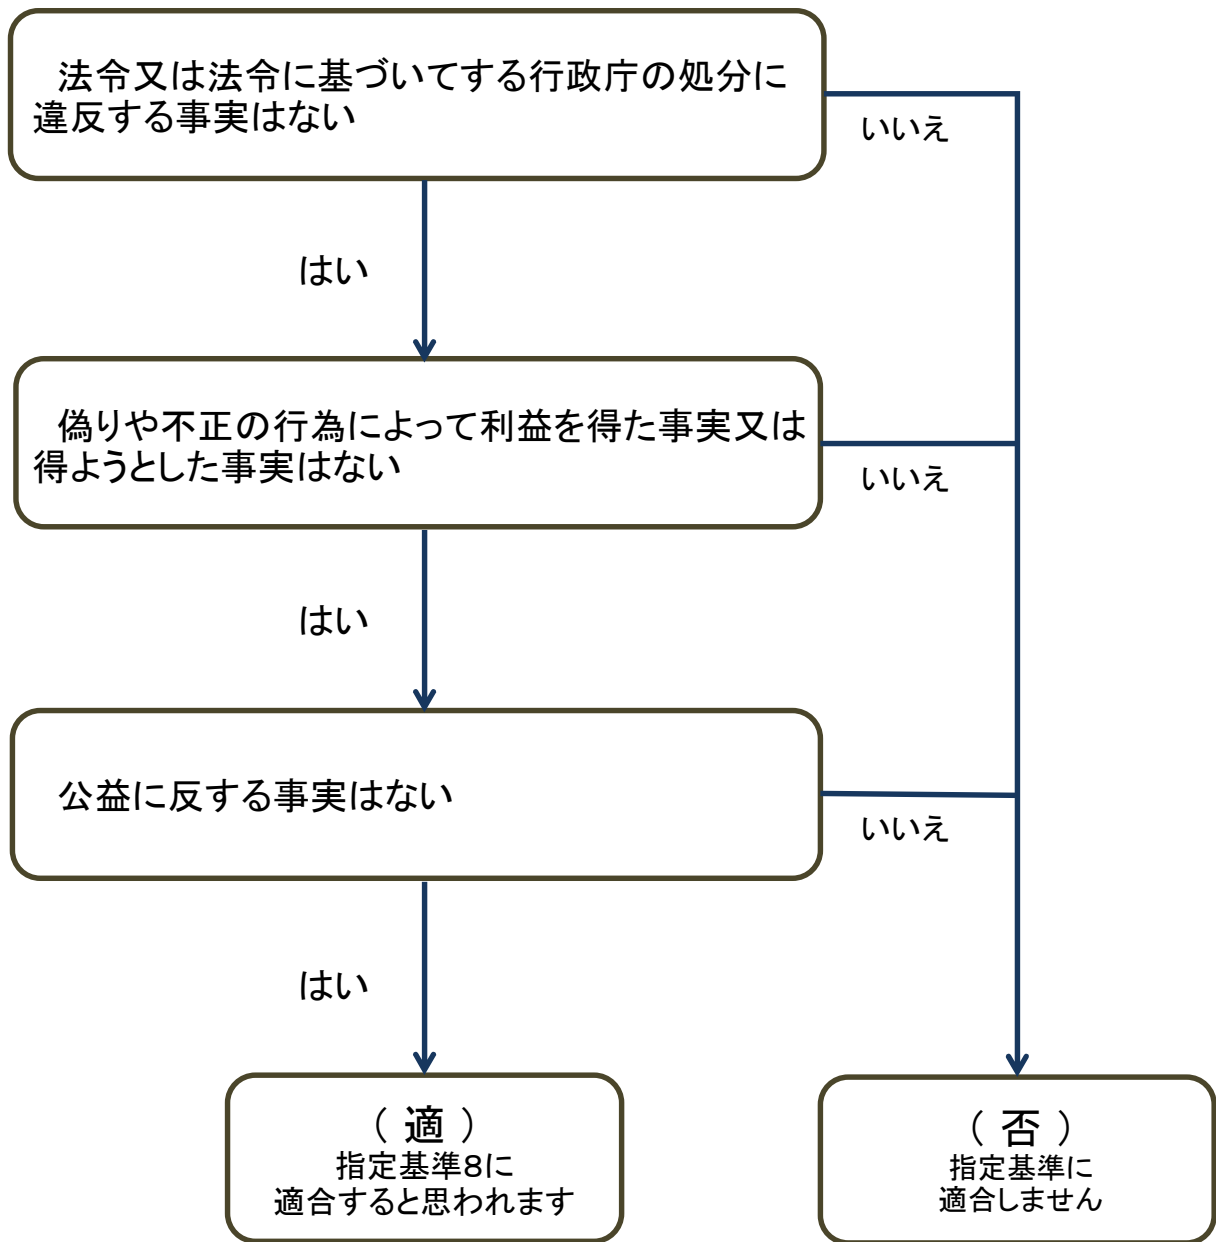 法令又は法令に基づいてする行政庁の処分に
違反する事実はない
いいえ
はい
偽りや不正の行為によって利益を得た事実又は
得ようとした事実はない
いいえ
はい
公益に反する事実はない
いいえ
はい
（ 適 ）
指定基準８に
適合すると思われます
（ 否 ）
指定基準に
適合しません